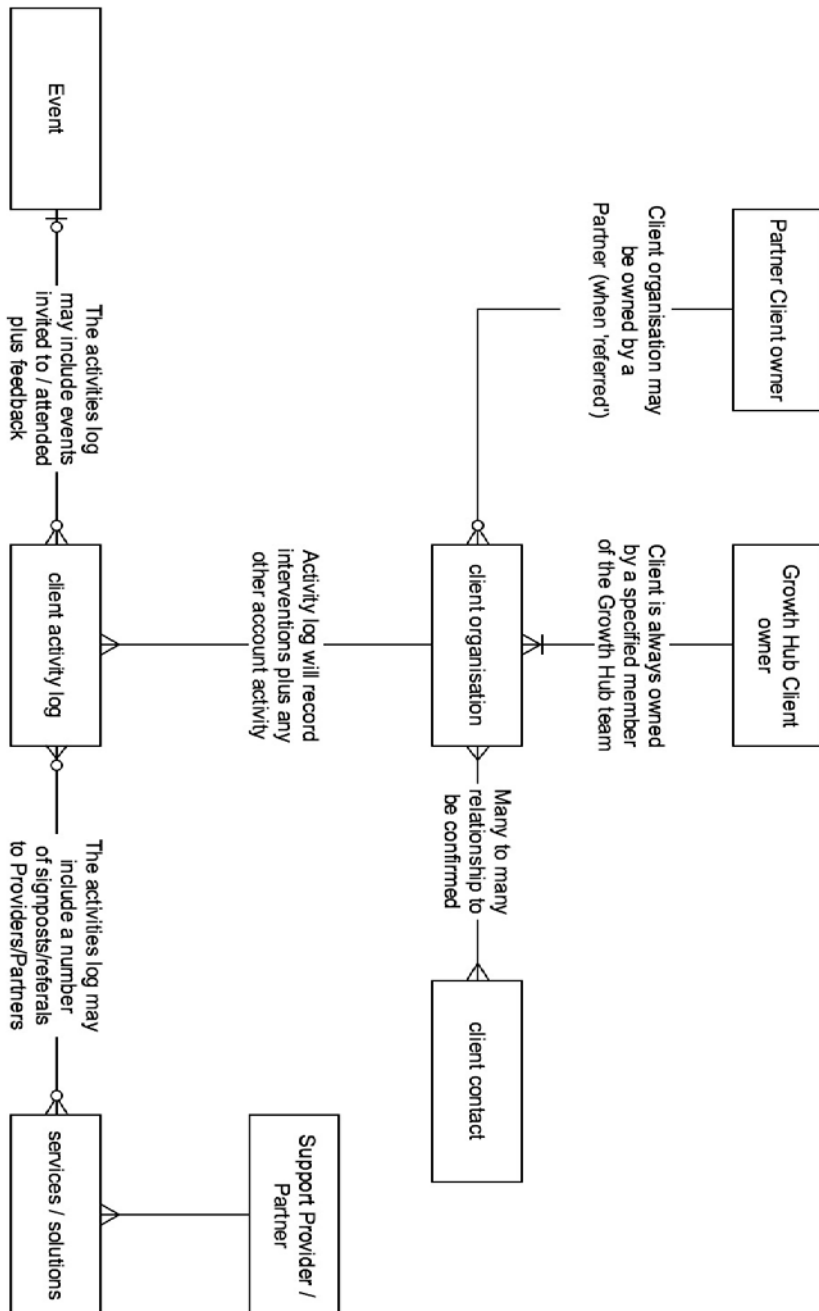 Partner Client owner
Growth Hub Client
owner
Client organisation may
be owned by a
Partner (when 'referred')
Client is always owned
by a specified member
of the Growth Hub team
client organisation
Many to many
relationship to
be confirmed
client contact
Activity log will record
interventions plus any
other account activity
Support Provider /
Partner
Event
The activities log
may include events
invited to / attended
plus feedback
client activity log
The activities log may
include a number
of signposts/referals
to Providers/Partners
services / solutions